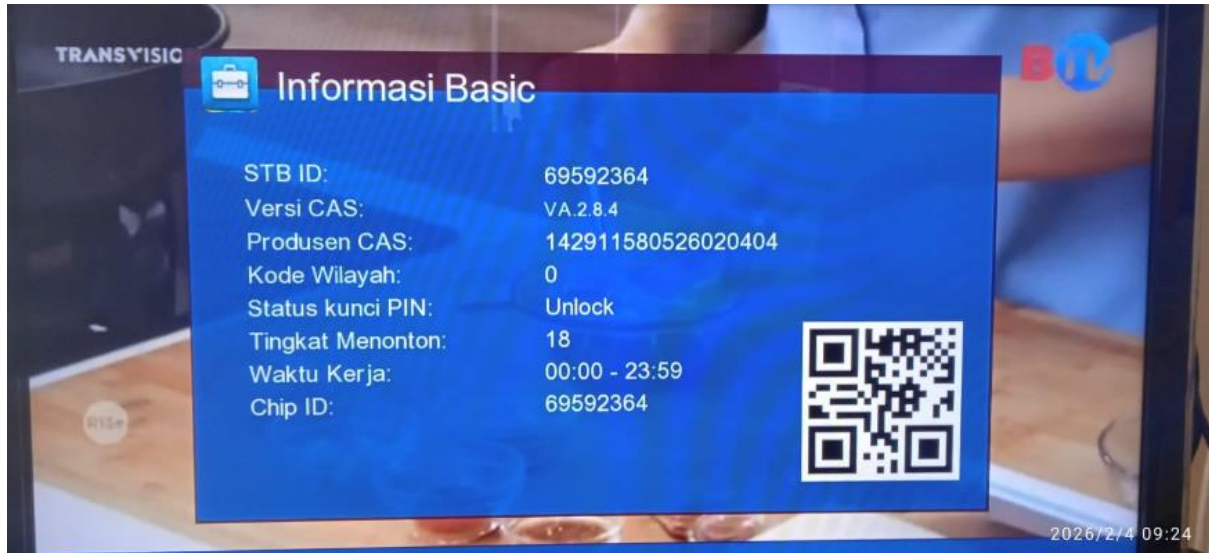 TRANSVISIO
BTV
Informasi Basic
STB ID: 69592364
Versi CAS: VA.2.8.4
Produsen CAS: 142911580526020404
Kode Wilayah: 0
Status kunci PIN: Unlock
Tingkat Menonton: 18
Waktu Kerja: 00:00 - 23:59
Chip ID: 69592364
R13+
2026/2/4 09:24